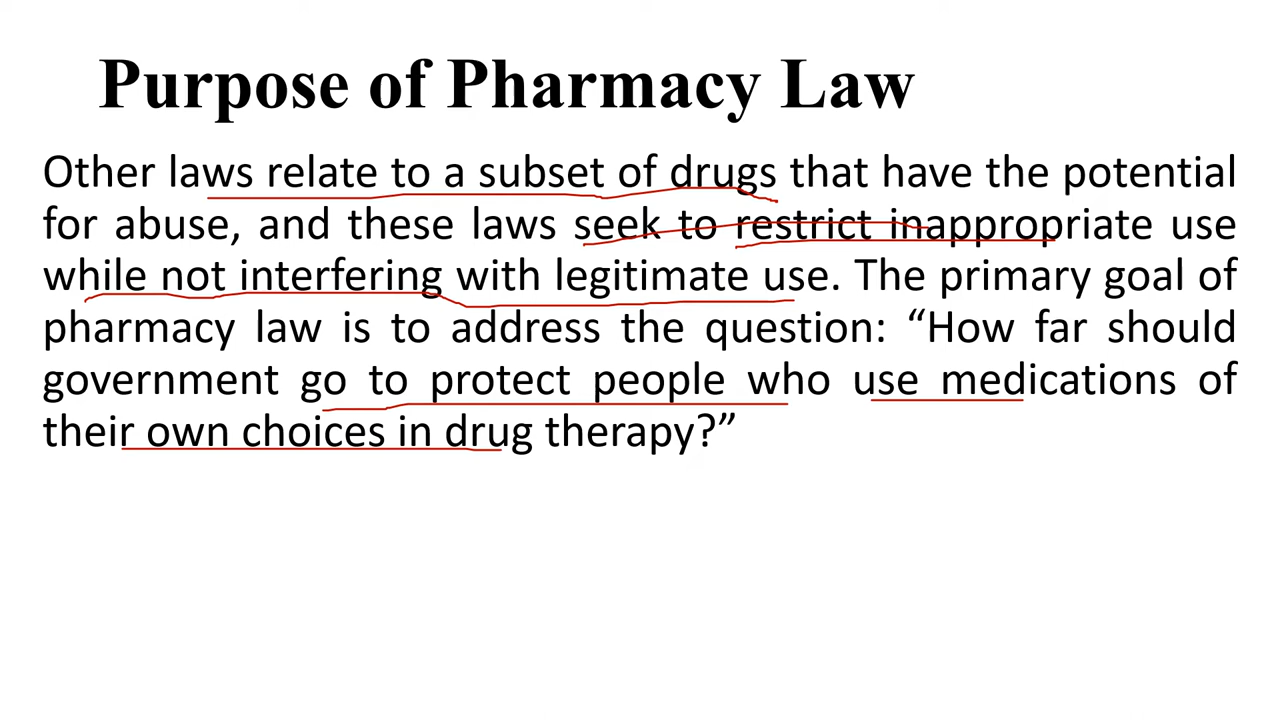 Purpose of Pharmacy Law
Other laws relate to a subset of drugs that have the potential
for abuse, and these laws seek to restrict inappropriate use
while not interfering with legitimate use. The primary goal of
pharmacy law is to address the question: “How far should
government go to protect people who use medications of
their own choices in drug therapy?”